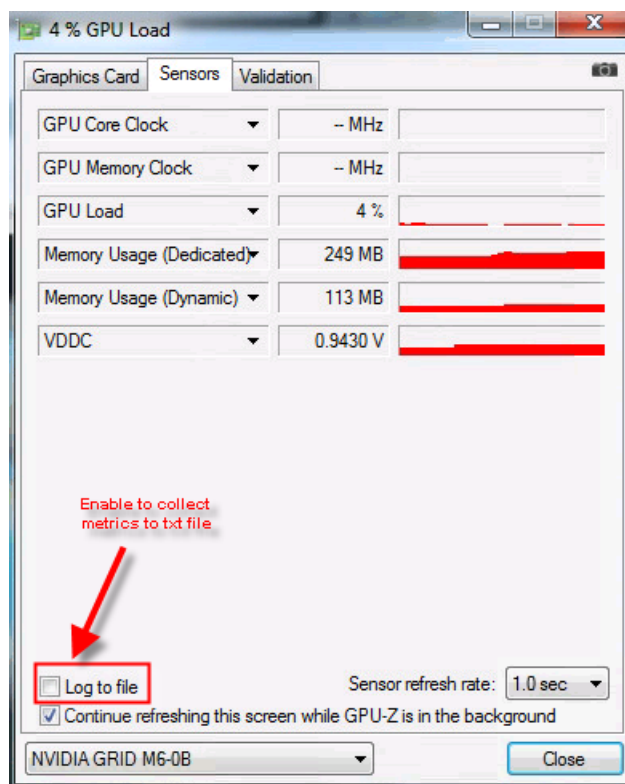 4 % GPU Load
Graphics Card Sensors Validation
GPU Core Clock -- MHz
GPU Memory Clock -- MHz
GPU Load 4 %
Memory Usage (Dedicated) 249 MB
Memory Usage (Dynamic) 113 MB
VDDC 0.9430 V
Enable to collect
metrics to txt file
Log to file Sensor refresh rate: 1.0 sec
Continue refreshing this screen while GPU-Z is in the background
NVIDIA GRID M6-0B Close